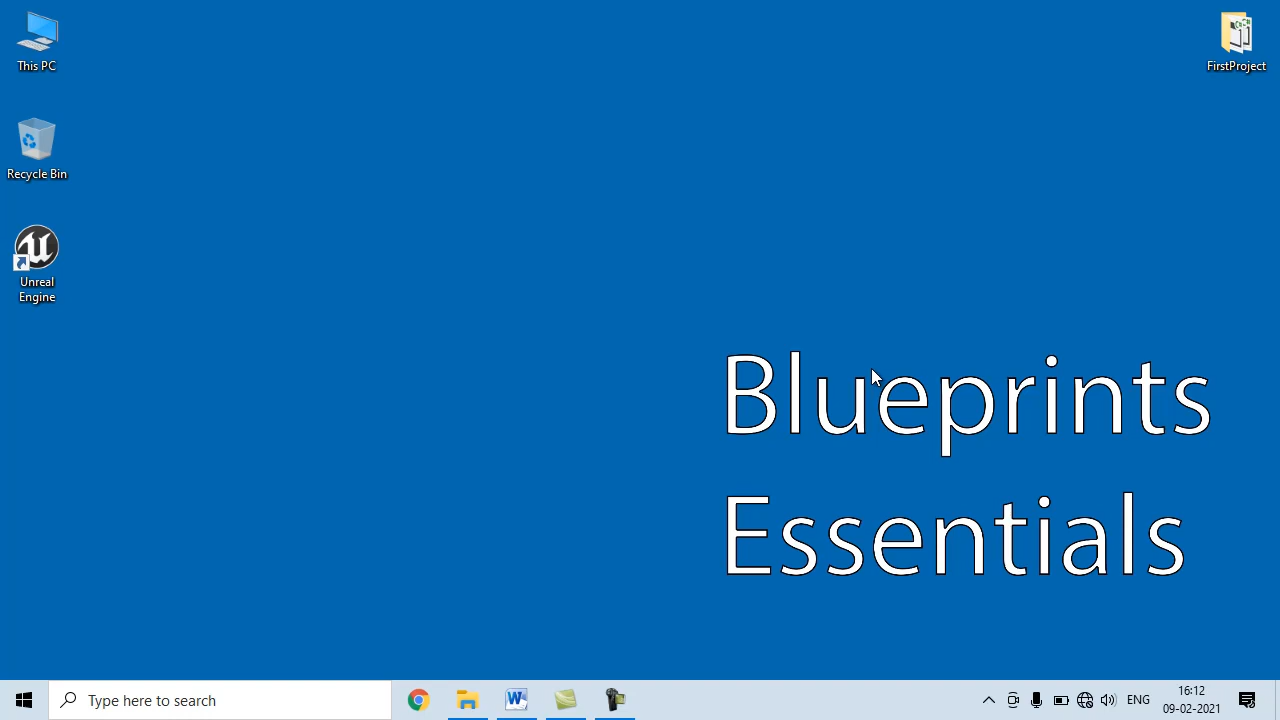 This PC
FirstProject
Recycle Bin
Unreal
Engine
Blueprints
Essentials
Type here to search
ENG
16:12
09-02-2021